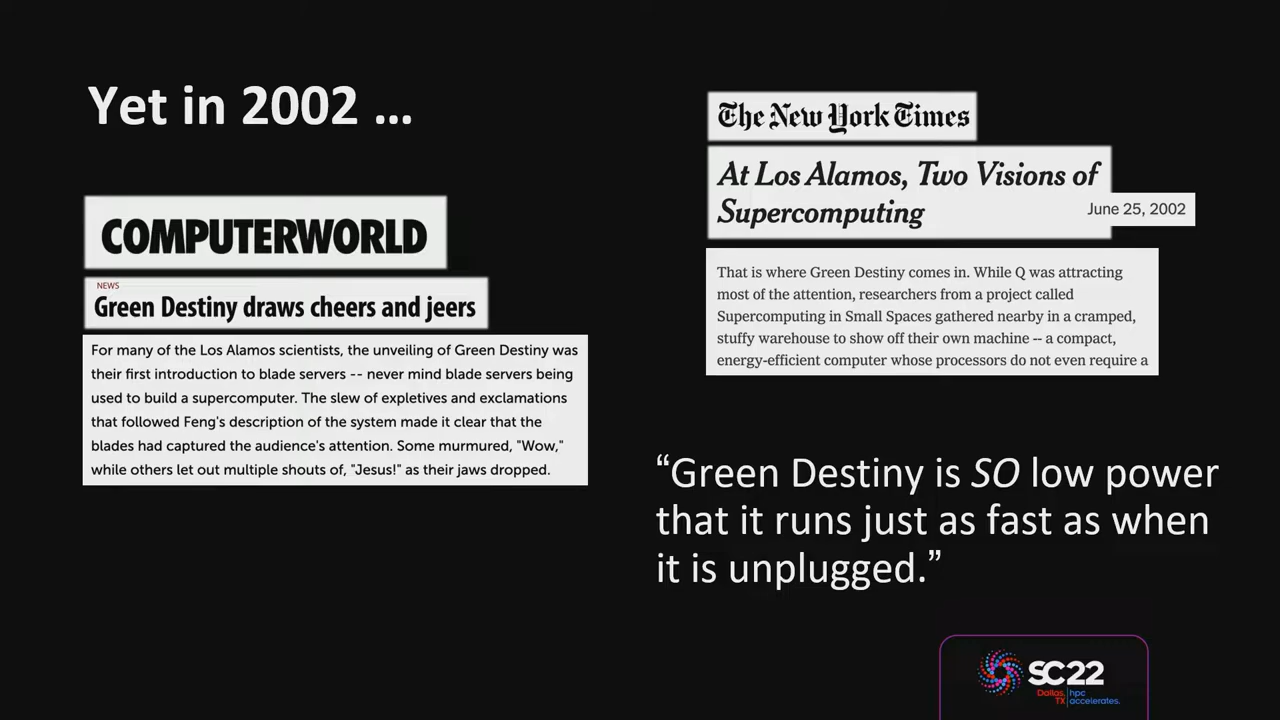 Yet in 2002 ...
COMPUTERWORLD
NEWS
Green Destiny draws cheers and jeers
For many of the Los Alamos scientists, the unveiling of Green Destiny was
their first introduction to blade servers -- never mind blade servers being
used to build a supercomputer. The slew of expletives and exclamations
that followed Feng's description of the system made it clear that the
blades had captured the audience's attention. Some murmured, "Wow,"
while others let out multiple shouts of, "Jesus!" as their jaws dropped.
The New York Times
At Los Alamos, Two Visions of
Supercomputing
June 25, 2002
That is where Green Destiny comes in. While Q was attracting
most of the attention, researchers from a project called
Supercomputing in Small Spaces gathered nearby in a cramped,
stuffy warehouse to show off their own machine -- a compact,
energy-efficient computer whose processors do not even require a
“Green Destiny is SO low power
that it runs just as fast as when
it is unplugged.”
SC22
Dallas, TX
hpc accelerates.